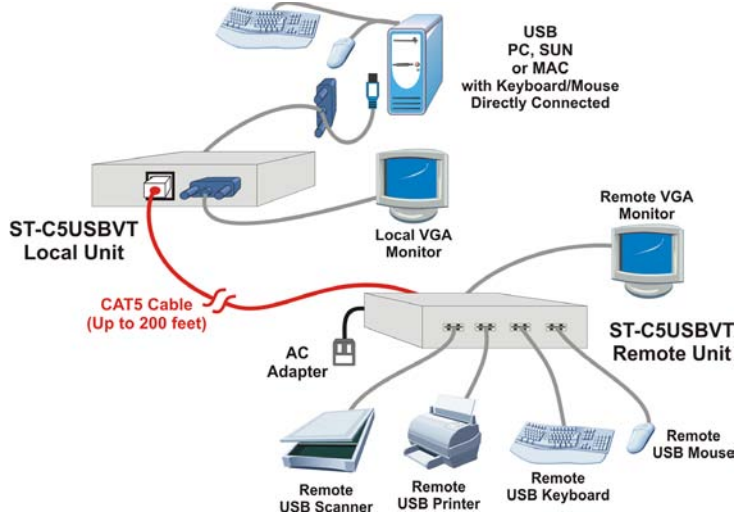 USB
PC, SUN
or MAC
with Keyboard/Mouse
Directly Connected
ST-C5USBVT
Local Unit
Local VGA
Monitor
Remote VGA
Monitor
CAT5 Cable
(Up to 200 feet)
AC
Adapter
ST-C5USBVT
Remote Unit
Remote
USB Scanner
Remote
USB Printer
Remote
USB Keyboard
Remote
USB Mouse